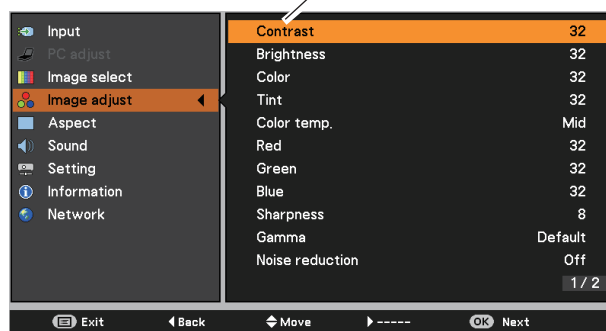 Input
PC adjust
Image select
Image adjust
Aspect
Sound
Setting
Information
Network
Contrast 32
Brightness 32
Color 32
Tint 32
Color temp. Mid
Red 32
Green 32
Blue 32
Sharpness 8
Gamma Default
Noise reduction Off
1 / 2
Exit Back Move ----- OK Next